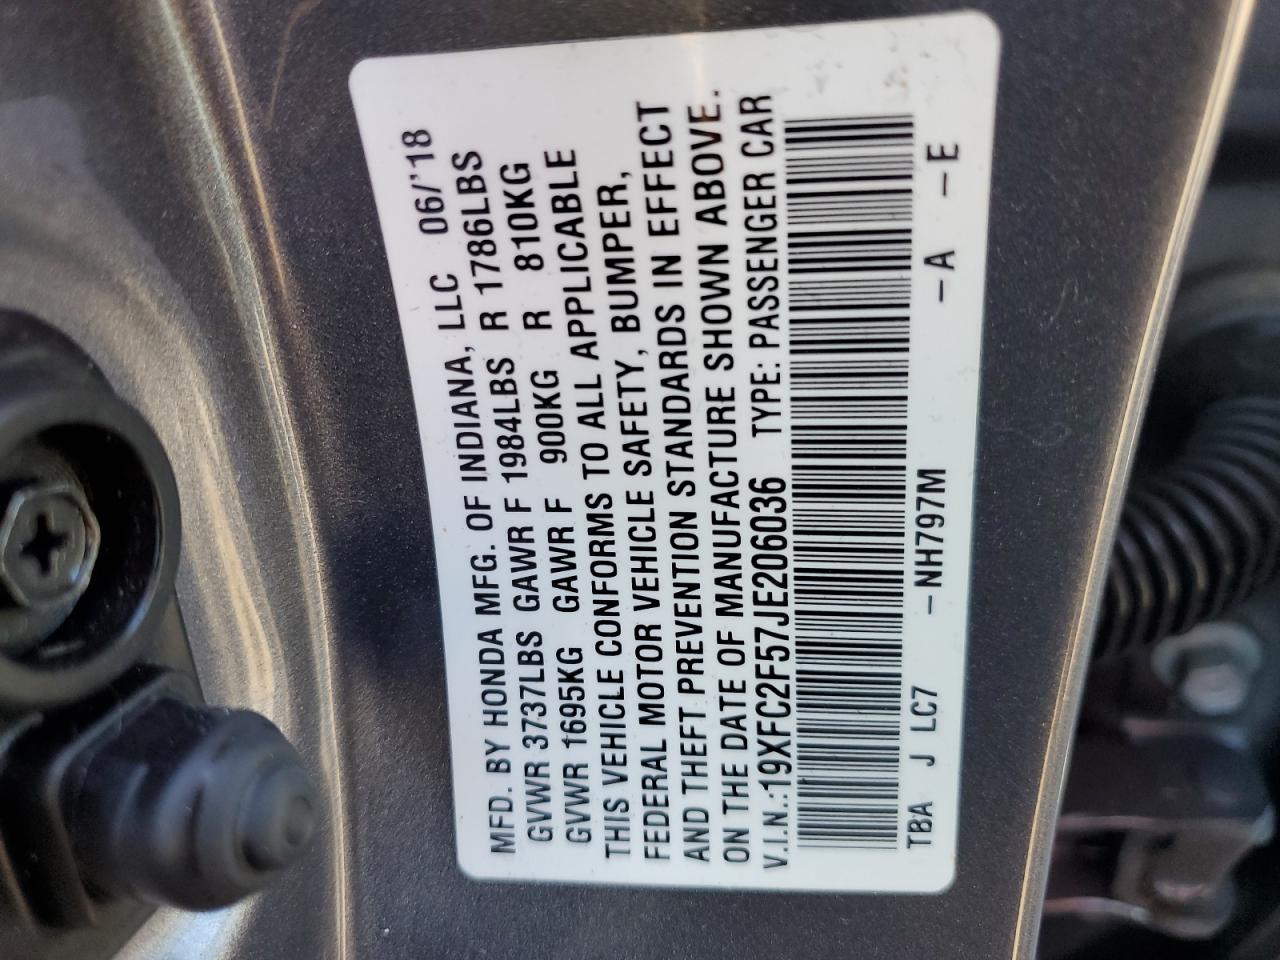 MFD. BY HONDA MFG. OF INDIANA, LLC 06/'18
GVWR 3737LBS GAWR F 1984LBS R 1786LBS
GVWR 1695KG GAWR F 900KG R 810KG
THIS VEHICLE CONFORMS TO ALL APPLICABLE
FEDERAL MOTOR VEHICLE SAFETY, BUMPER,
AND THEFT PREVENTION STANDARDS IN EFFECT
ON THE DATE OF MANUFACTURE SHOWN ABOVE.
V.I.N.:19XFC2F57JE206036 TYPE: PASSENGER CAR
TBA J LC7 –NH797M –A –E